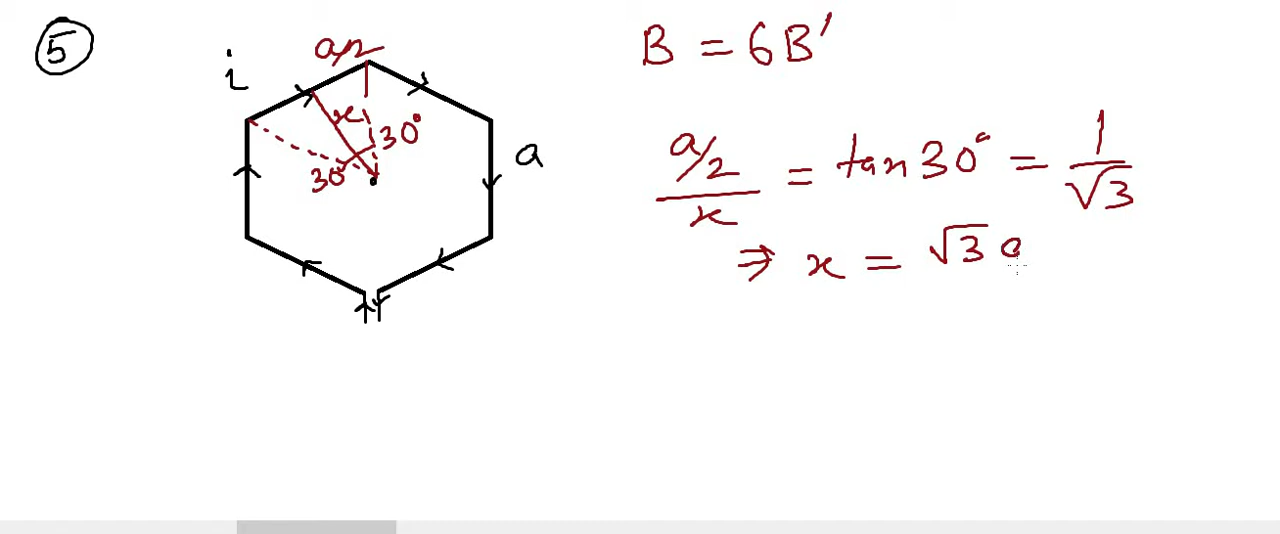 5
i
a/2
x
30°
30°
a
B = 6B'
a/2 / x = tan 30° = 1/√3
⇒ x = √3 a